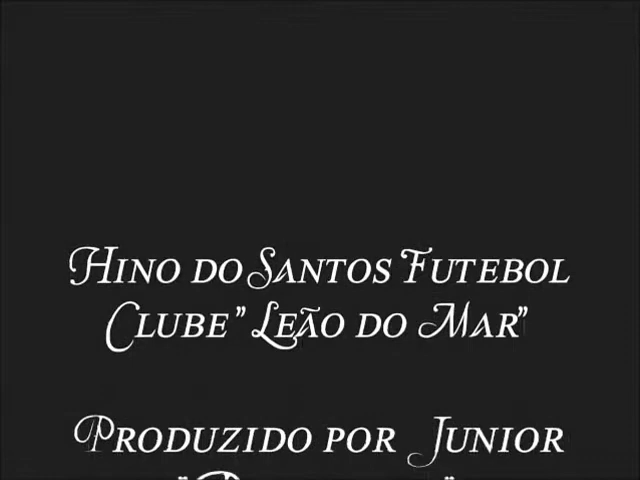 Hino do Santos Futebol
Clube" Leão do Mar"
Produzido por Junior